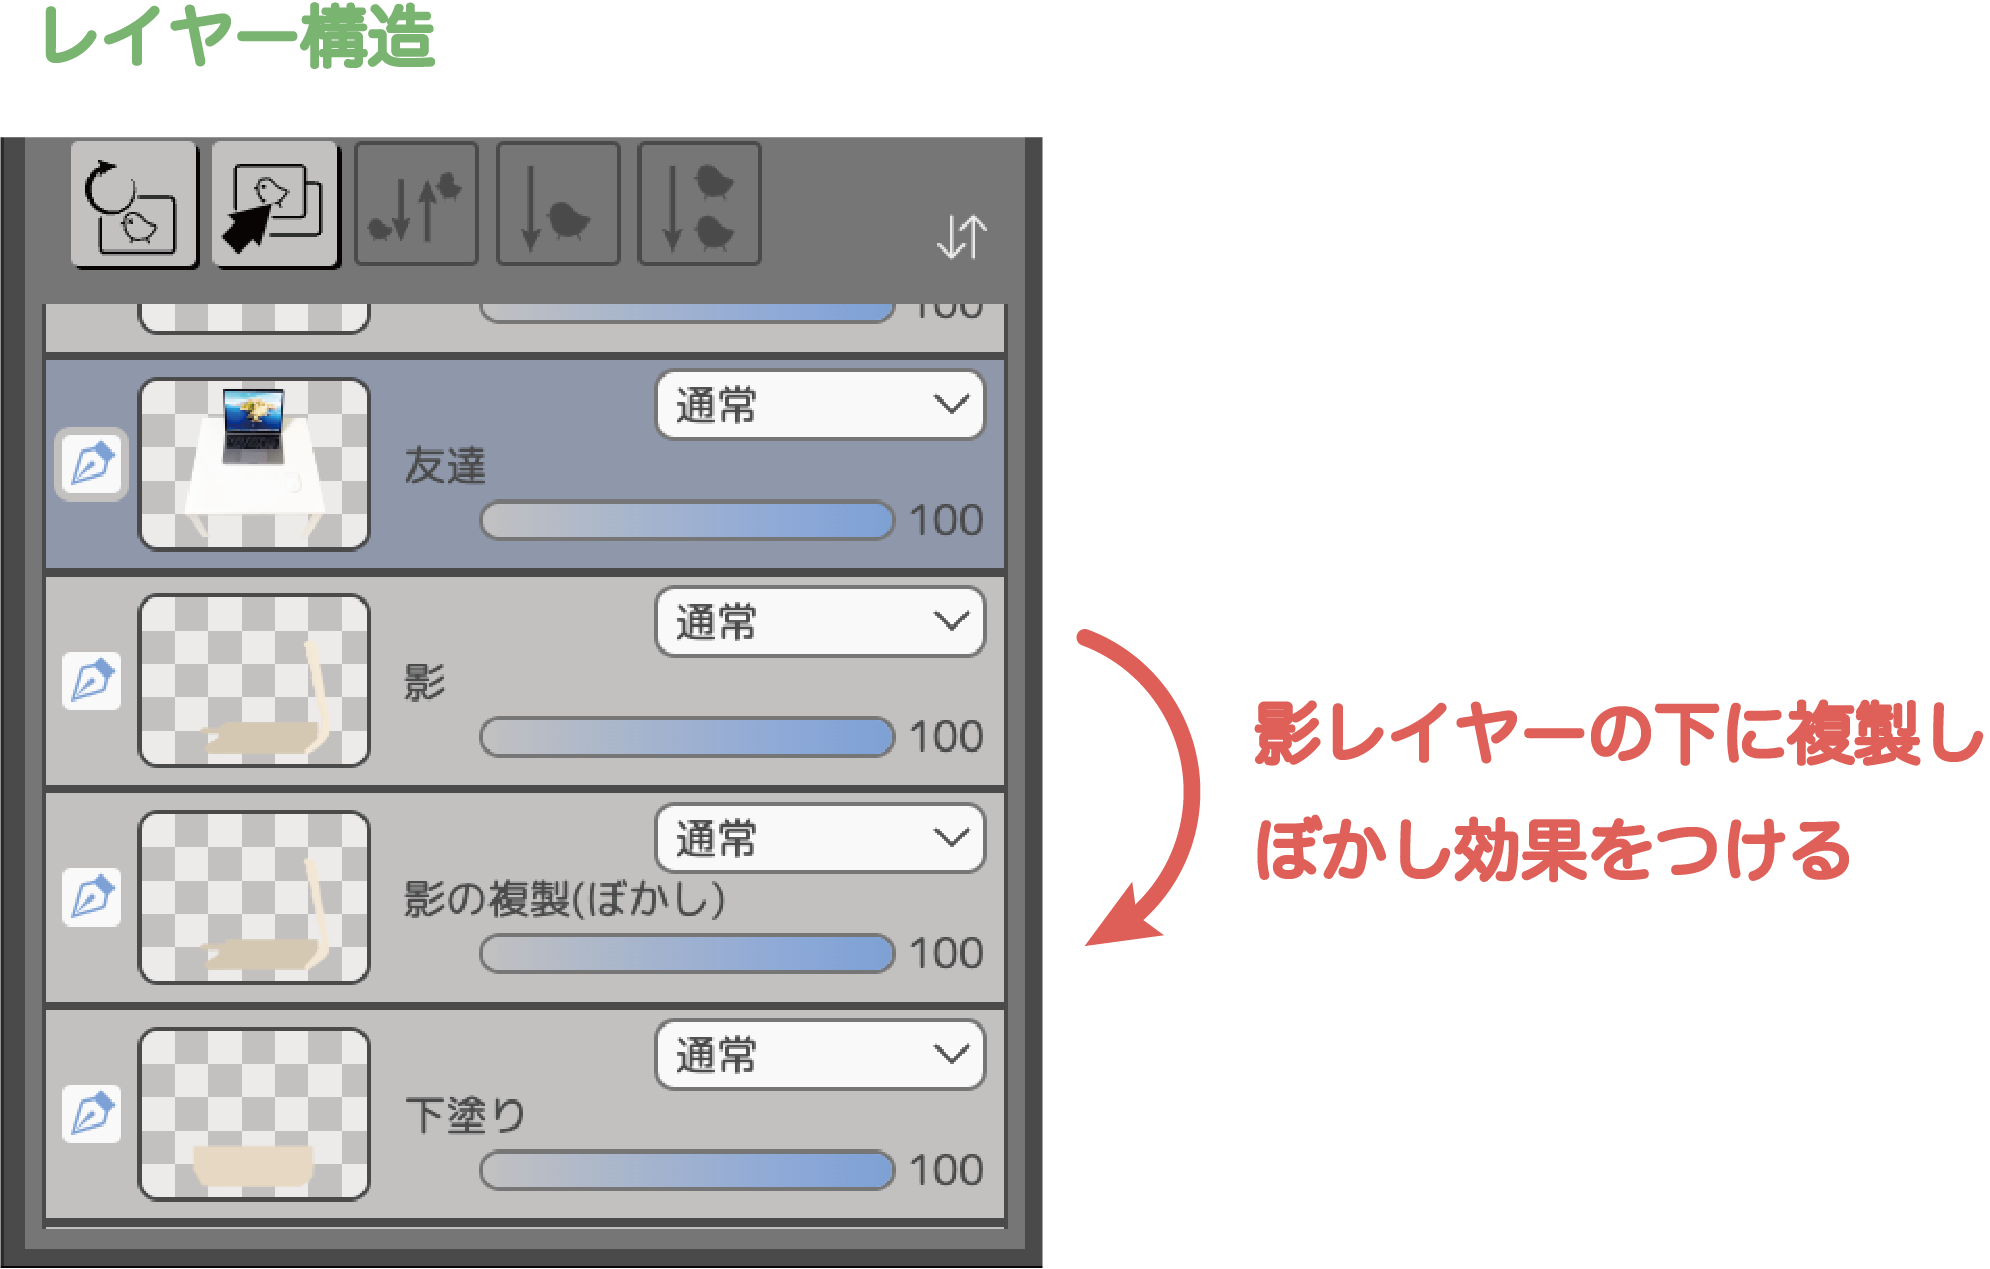 レイヤー構造
100
通常
友達
100
通常
影
100
通常
影の複製(ぼかし)
100
通常
下塗り
100
影レイヤーの下に複製し
ぼかし効果をつける